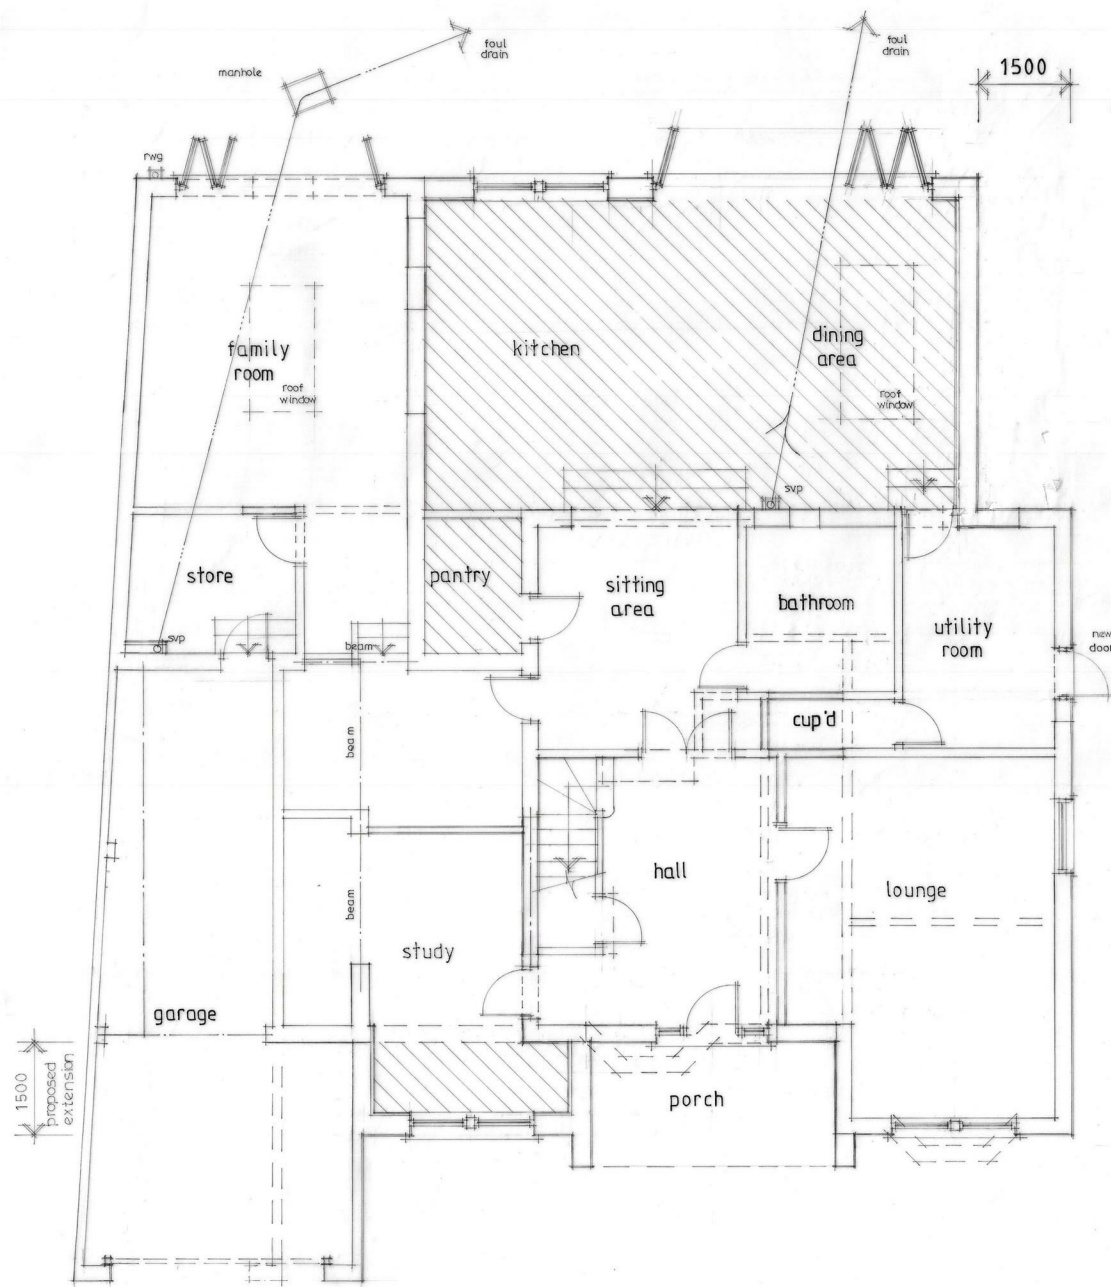 foul
drain
manhole
foul
drain
1500
rwg
family
room
roof
window
kitchen
dining
area
roof
window
svp
store
pantry
sitting
area
bathroom
utility
room
new
door
svp
beam
cup'd
beam
hall
lounge
beam
study
garage
1500
proposed
extension
porch